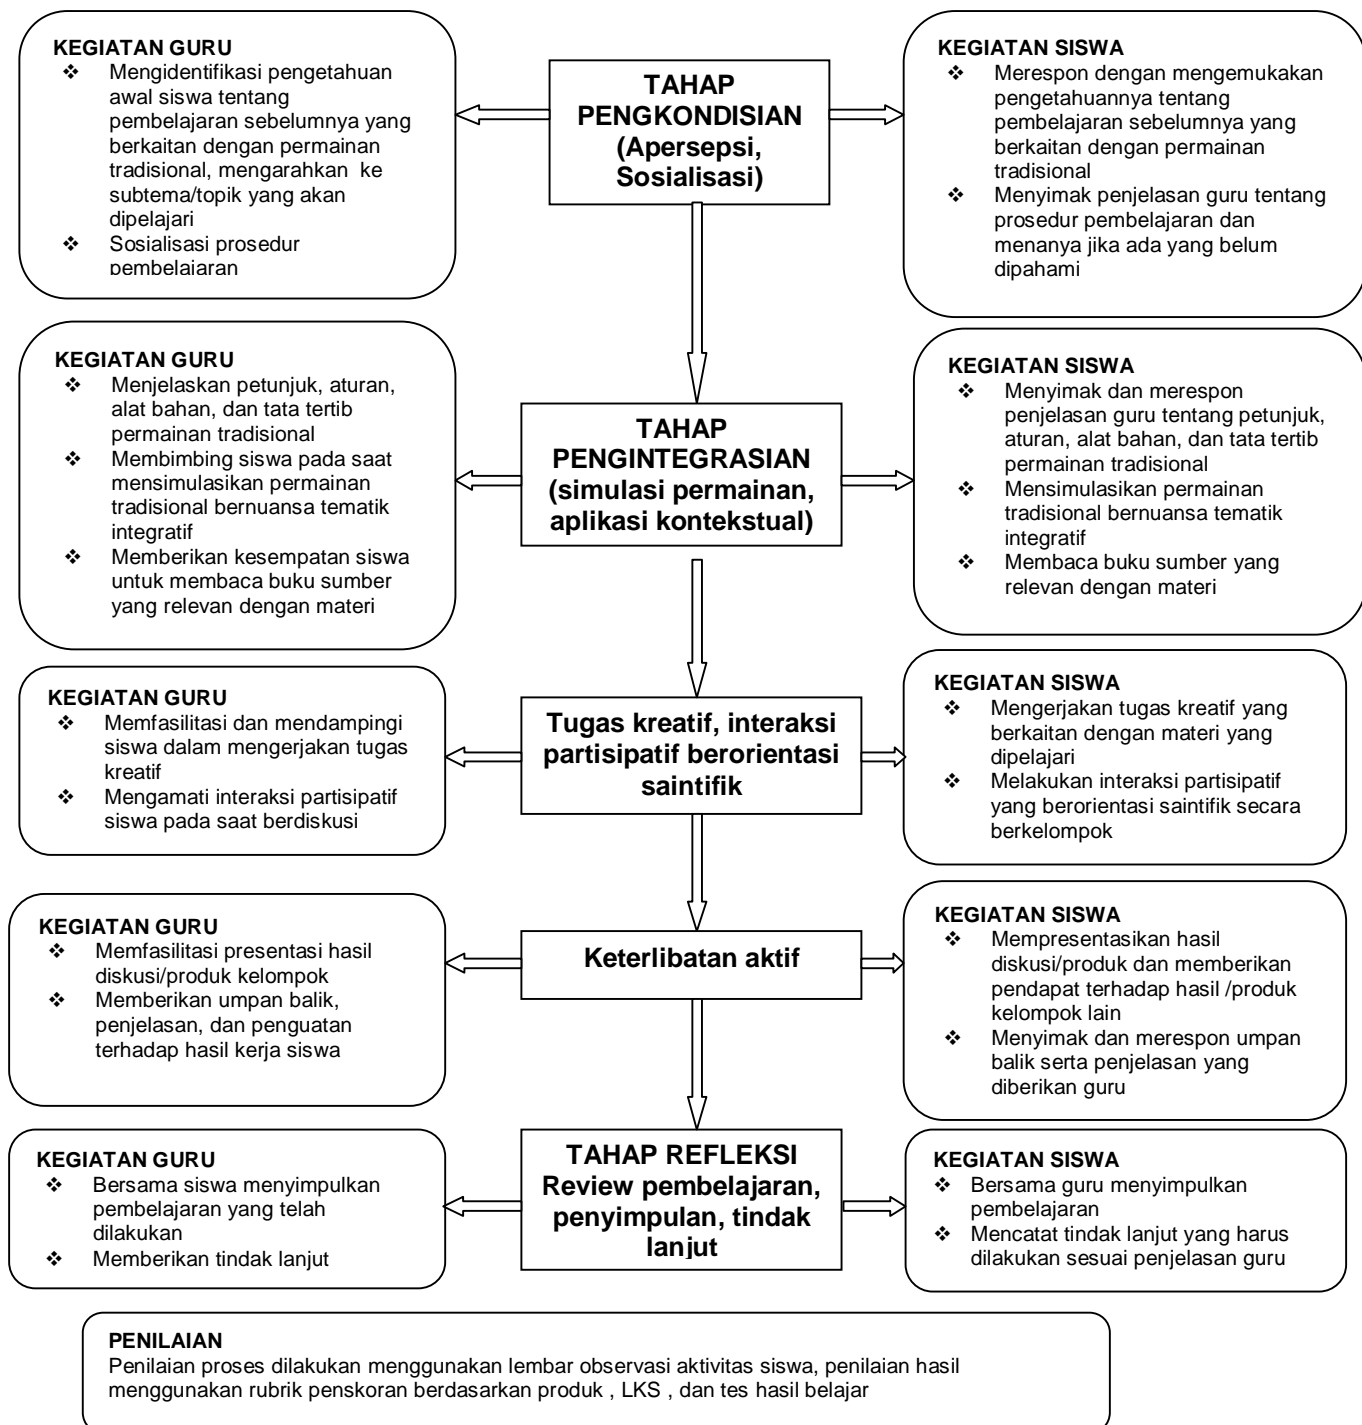 KEGIATAN GURU
❖ Mengidentifikasi pengetahuan
awal siswa tentang
pembelajaran sebelumnya yang
berkaitan dengan permainan
tradisional, mengarahkan ke
subtema/topik yang akan
dipelajari
❖ Sosialisasi prosedur
pembelajaran
TAHAP
PENGKONDISIAN
(Apersepsi,
Sosialisasi)
KEGIATAN SISWA
❖ Merespon dengan mengemukakan
pengetahuannya tentang
pembelajaran sebelumnya yang
berkaitan dengan permainan
tradisional
❖ Menyimak penjelasan guru tentang
prosedur pembelajaran dan
menanya jika ada yang belum
dipahami
KEGIATAN GURU
❖ Menjelaskan petunjuk, aturan,
alat bahan, dan tata tertib
permainan tradisional
❖ Membimbing siswa pada saat
mensimulasikan permainan
tradisional bernuansa tematik
integratif
❖ Memberikan kesempatan siswa
untuk membaca buku sumber
yang relevan dengan materi
TAHAP
PENGINTEGRASIAN
(simulasi permainan,
aplikasi kontekstual)
KEGIATAN SISWA
❖ Menyimak dan merespon
penjelasan guru tentang petunjuk,
aturan, alat bahan, dan tata tertib
permainan tradisional
❖ Mensimulasikan permainan
tradisional bernuansa tematik
integratif
❖ Membaca buku sumber yang
relevan dengan materi
KEGIATAN GURU
❖ Memfasilitasi dan mendampingi
siswa dalam mengerjakan tugas
kreatif
❖ Mengamati interaksi partisipatif
siswa pada saat berdiskusi
Tugas kreatif, interaksi
partisipatif berorientasi
saintifik
KEGIATAN SISWA
❖ Mengerjakan tugas kreatif yang
berkaitan dengan materi yang
dipelajari
❖ Melakukan interaksi partisipatif
yang berorientasi saintifik secara
berkelompok
KEGIATAN GURU
❖ Memfasilitasi presentasi hasil
diskusi/produk kelompok
❖ Memberikan umpan balik,
penjelasan, dan penguatan
terhadap hasil kerja siswa
Keterlibatan aktif
KEGIATAN SISWA
❖ Mempresentasikan hasil
diskusi/produk dan memberikan
pendapat terhadap hasil /produk
kelompok lain
❖ Menyimak dan merespon umpan
balik serta penjelasan yang
diberikan guru
KEGIATAN GURU
❖ Bersama siswa menyimpulkan
pembelajaran yang telah
dilakukan
❖ Memberikan tindak lanjut
TAHAP REFLEKSI
Review pembelajaran,
penyimpulan, tindak
lanjut
KEGIATAN SISWA
❖ Bersama guru menyimpulkan
pembelajaran
❖ Mencatat tindak lanjut yang harus
dilakukan sesuai penjelasan guru
PENILAIAN
Penilaian proses dilakukan menggunakan lembar observasi aktivitas siswa, penilaian hasil
menggunakan rubrik penskoran berdasarkan produk , LKS , dan tes hasil belajar